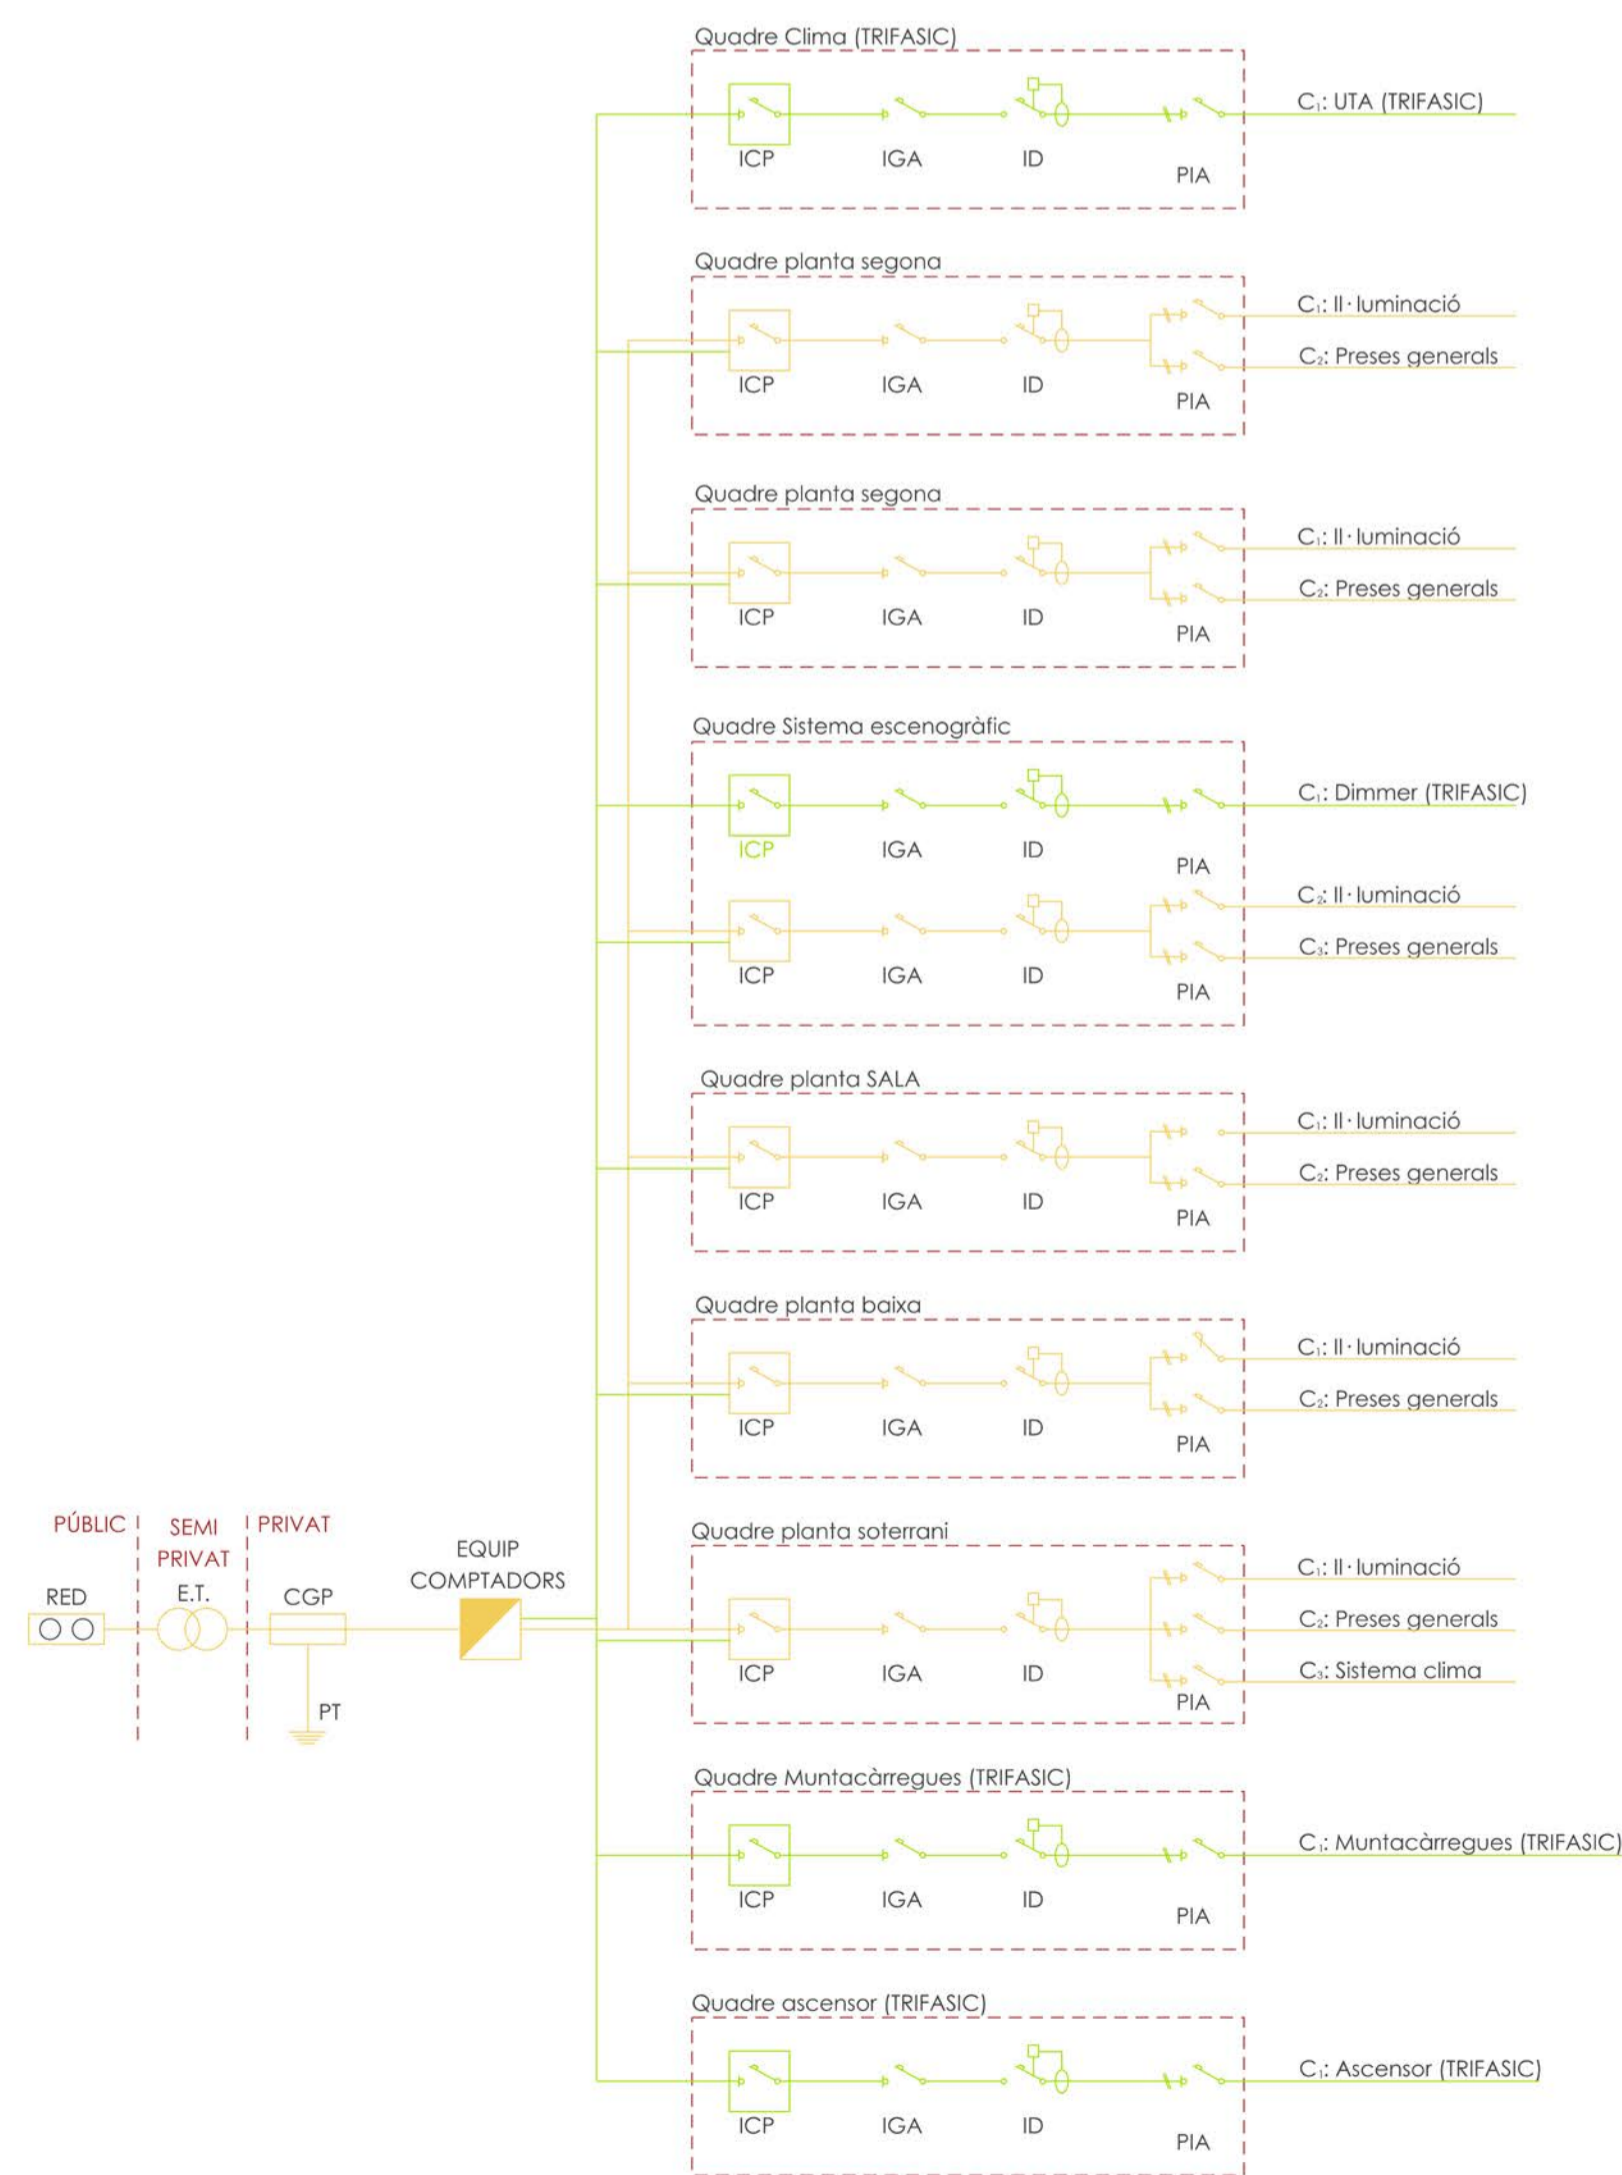 Quadre Clima (TRIFASIC)
C₁: UTA (TRIFASIC)
ICP IGA ID PIA
Quadre planta segona
C₁: Il·luminació
C₂: Preses generals
ICP IGA ID PIA
Quadre planta segona
C₁: Il·luminació
C₂: Preses generals
ICP IGA ID PIA
Quadre Sistema escenogràfic
C₁: Dimmer (TRIFASIC)
ICP IGA ID PIA
C₂: Il·luminació
C₃: Preses generals
ICP IGA ID PIA
Quadre planta SALA
C₁: Il·luminació
C₂: Preses generals
ICP IGA ID PIA
Quadre planta baixa
C₁: Il·luminació
C₂: Preses generals
ICP IGA ID PIA
PÚBLIC
SEMI
PRIVAT
PRIVAT
RED
E.T.
CGP
PT
EQUIP
COMPTADORS
Quadre planta soterrani
C₁: Il·luminació
C₂: Preses generals
C₃: Sistema clima
ICP IGA ID PIA
Quadre Muntacàrregues (TRIFASIC)
C₁: Muntacàrregues (TRIFASIC)
ICP IGA ID PIA
Quadre ascensor (TRIFASIC)
C₁: Ascensor (TRIFASIC)
ICP IGA ID PIA